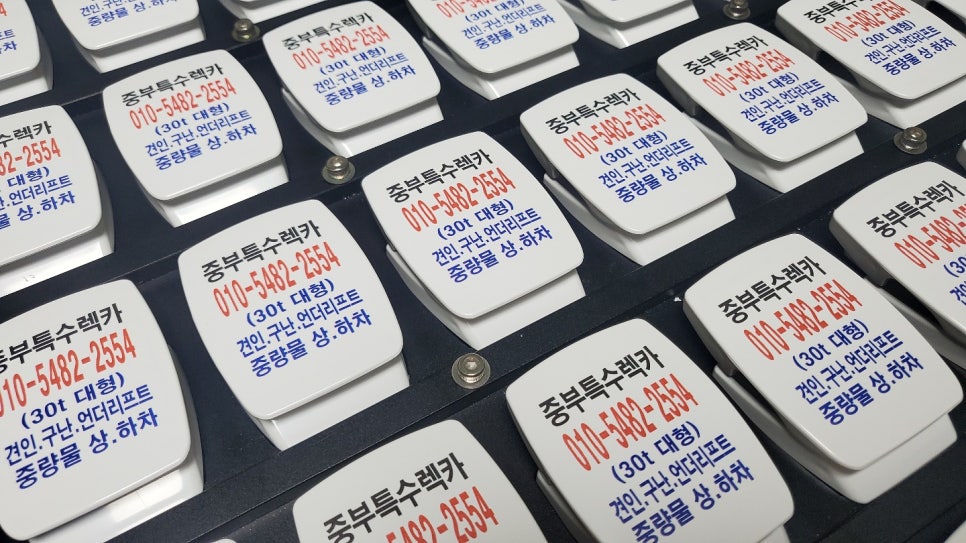 중부특수렉카
010-5482-2554
(30t 대형)
견인.구난.언더리프트
중량물 상.하차